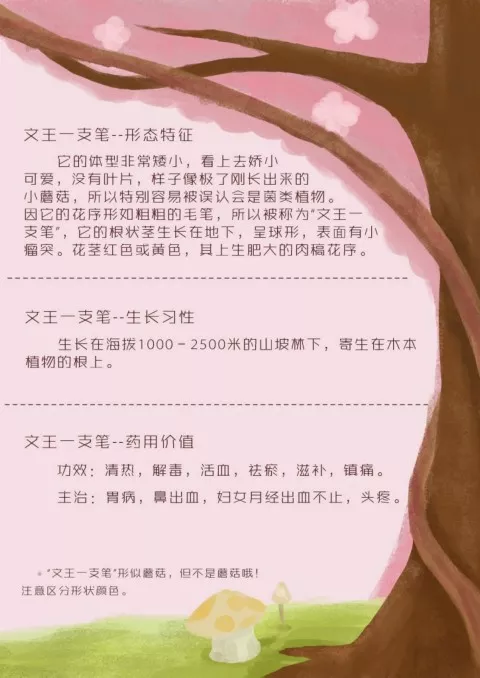 文王一支笔--形态特征
它的体型非常矮小，看上去娇小
可爱，没有叶片，样子像极了刚长出来的
小蘑菇，所以特别容易被误认会是菌类植物。
因它的花序形如粗粗的毛笔，所以被称为“文王一
支笔”，它的根状茎生长在地下，呈球形，表面有小
瘤突。花茎红色或黄色，其上生肥大的肉穗花序。
文王一支笔--生长习性
生长在海拔1000-2500米的山坡林下，寄生在木本
植物的根上。
文王一支笔--药用价值
功效：清热，解毒，活血，祛瘀，滋补，镇痛。
主治：胃病，鼻出血，妇女月经出血不止，头疼。
。“文王一支笔”形似蘑菇，但不是蘑菇哦！
注意区分形状颜色。